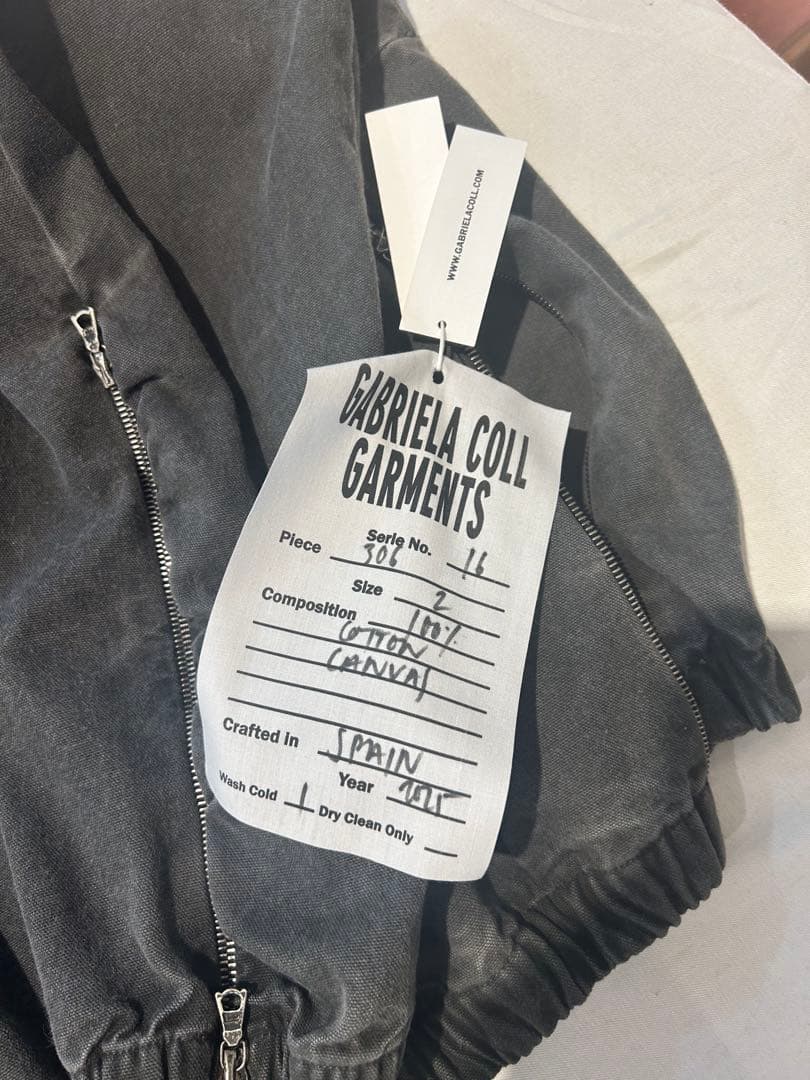 WWW.GABRIELACOLL.COM
GABRIELA COLL
GARMENTS
Serie No. 16
Piece 306
Size 2
Composition 100%
COTTON
CANVAS
Crafted in SPAIN
Year 2025
Wash Cold / Dry Clean Only